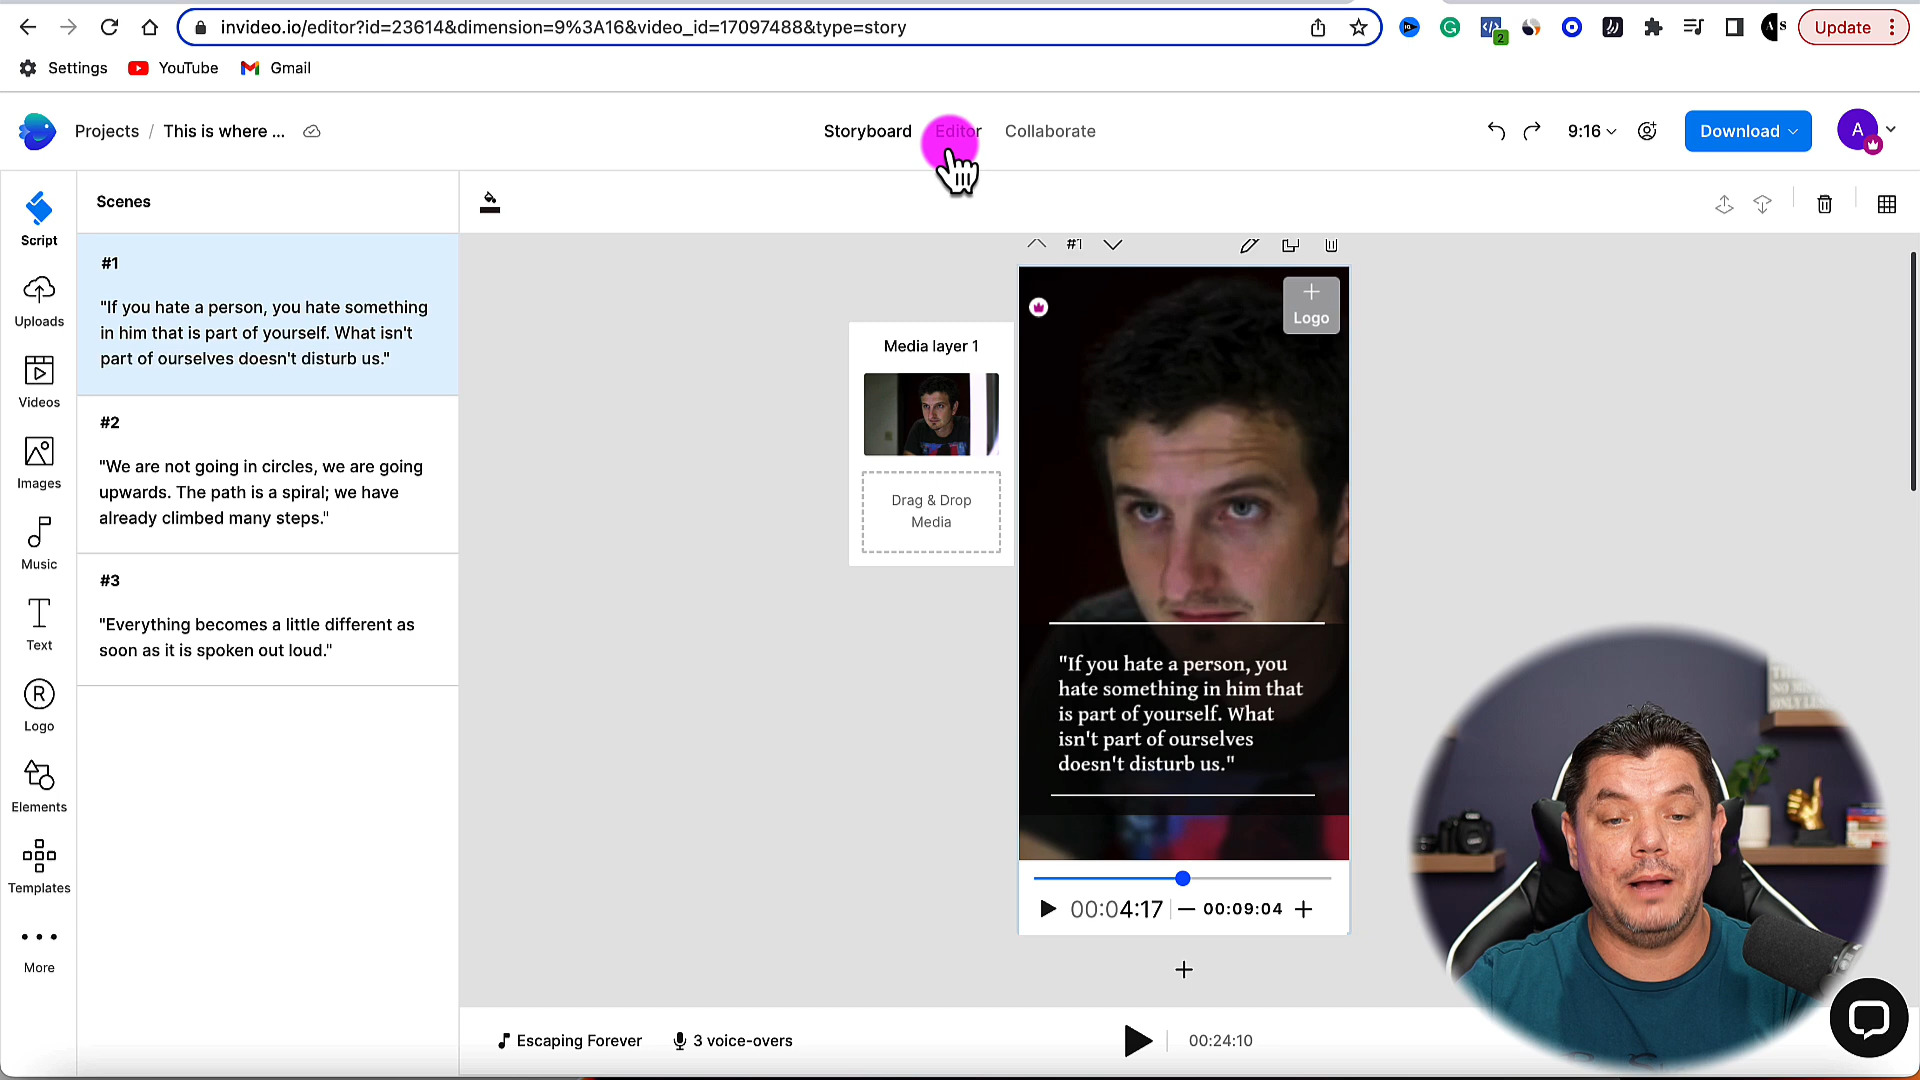 invideo.io/editor?id=23614&dimension=9%3A16&video_id=17097488&type=story
2
Update
Settings
YouTube
Gmail
Projects / This is where ...
Storyboard
Editor
Collaborate
9:16
Download
A
Script
Uploads
Videos
Images
Music
Text
Logo
Elements
Templates
More
Scenes
#1
"If you hate a person, you hate something
in him that is part of yourself. What isn't
part of ourselves doesn't disturb us."
#2
"We are not going in circles, we are going
upwards. The path is a spiral; we have
already climbed many steps."
#3
"Everything becomes a little different as
soon as it is spoken out loud."
#1
Media layer 1
Drag & Drop
Media
+
Logo
"If you hate a person, you
hate something in him that
is part of yourself. What
isn't part of ourselves
doesn't disturb us."
00:04:17
00:09:04
Escaping Forever
3 voice-overs
00:24:10